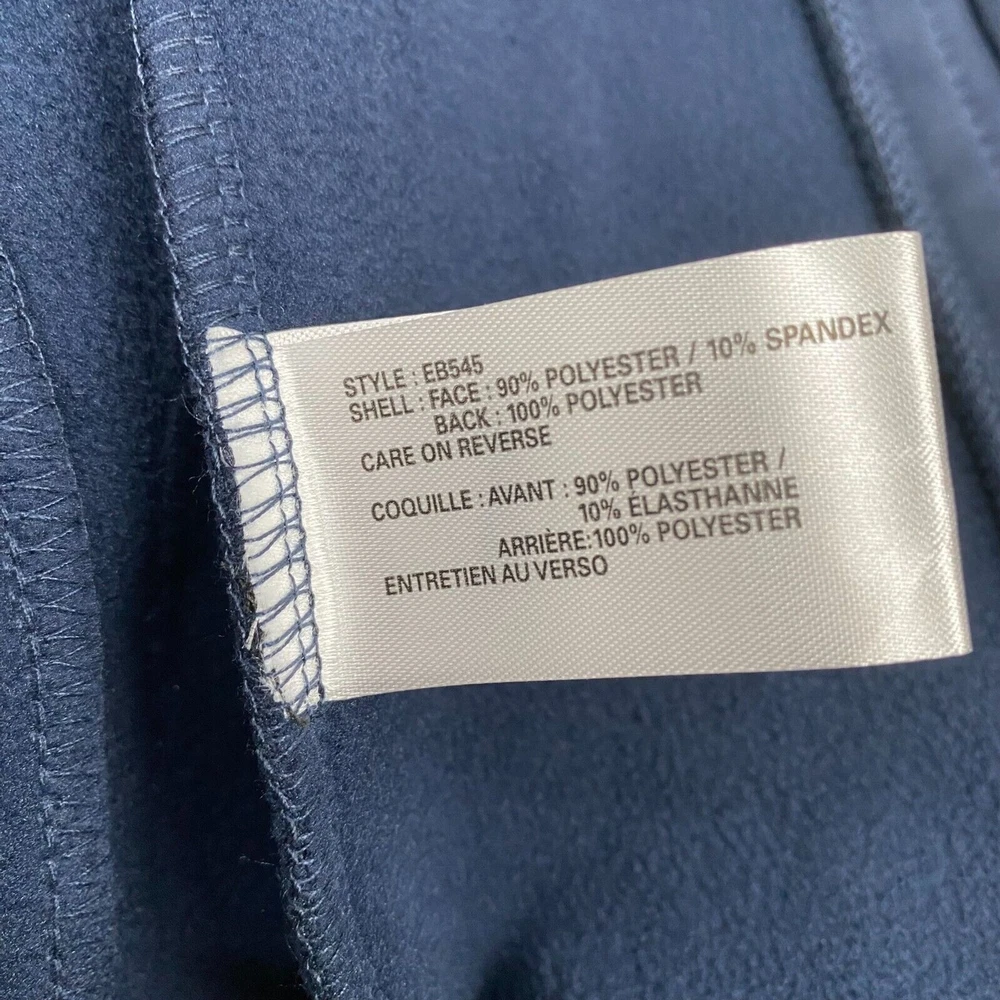 STYLE : EB545
SHELL : FACE : 90% POLYESTER / 10% SPANDEX
BACK : 100% POLYESTER
CARE ON REVERSE
COQUILLE : AVANT : 90% POLYESTER /
10% ÉLASTHANNE
ARRIÈRE:100% POLYESTER
ENTRETIEN AU VERSO